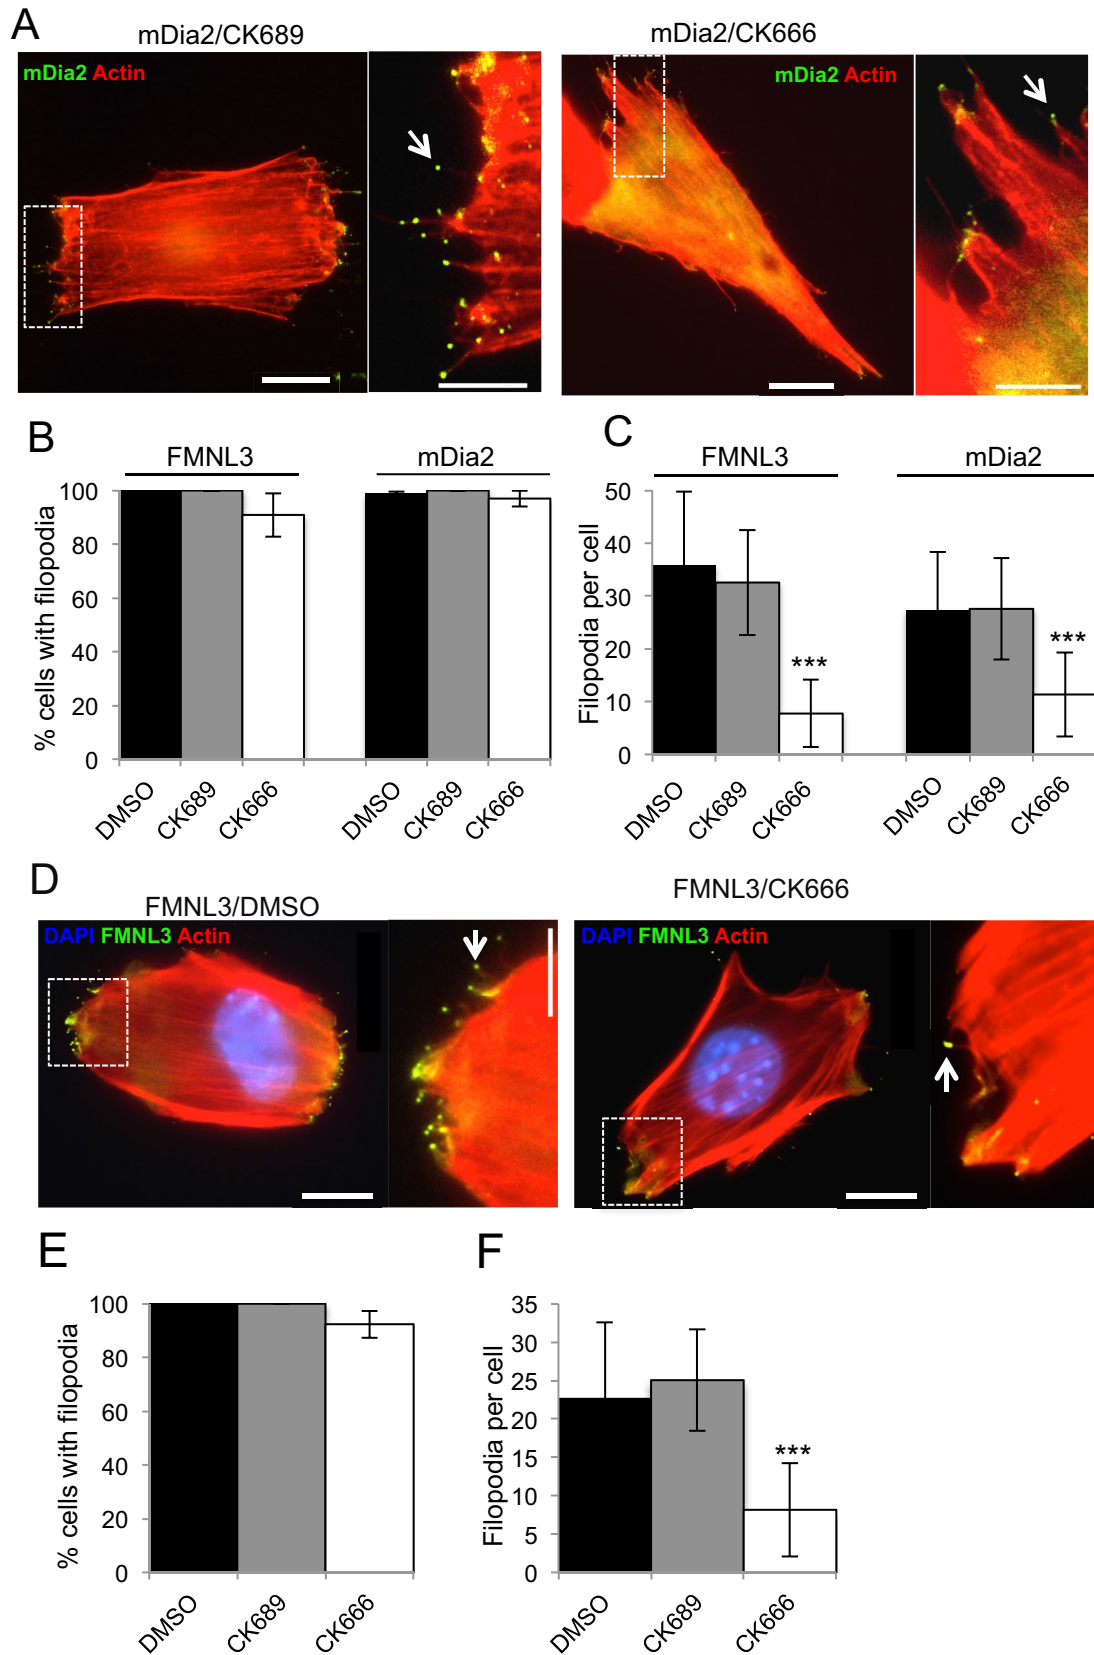 A
mDia2/CK689
mDia2/CK666
mDia2 Actin
mDia2 Actin
B
FMNL3
mDia2
% cells with filopodia
100
80
60
40
20
0
DMSO
CK689
CK666
DMSO
CK689
CK666
C
FMNL3
mDia2
Filopodia per cell
50
40
30
20
10
0
***
***
DMSO
CK689
CK666
DMSO
CK689
CK666
D
FMNL3/DMSO
FMNL3/CK666
DAPI FMNL3 Actin
DAPI FMNL3 Actin
E
% cells with filopodia
100
80
60
40
20
0
DMSO
CK689
CK666
F
Filopodia per cell
35
30
25
20
15
10
5
0
***
DMSO
CK689
CK666